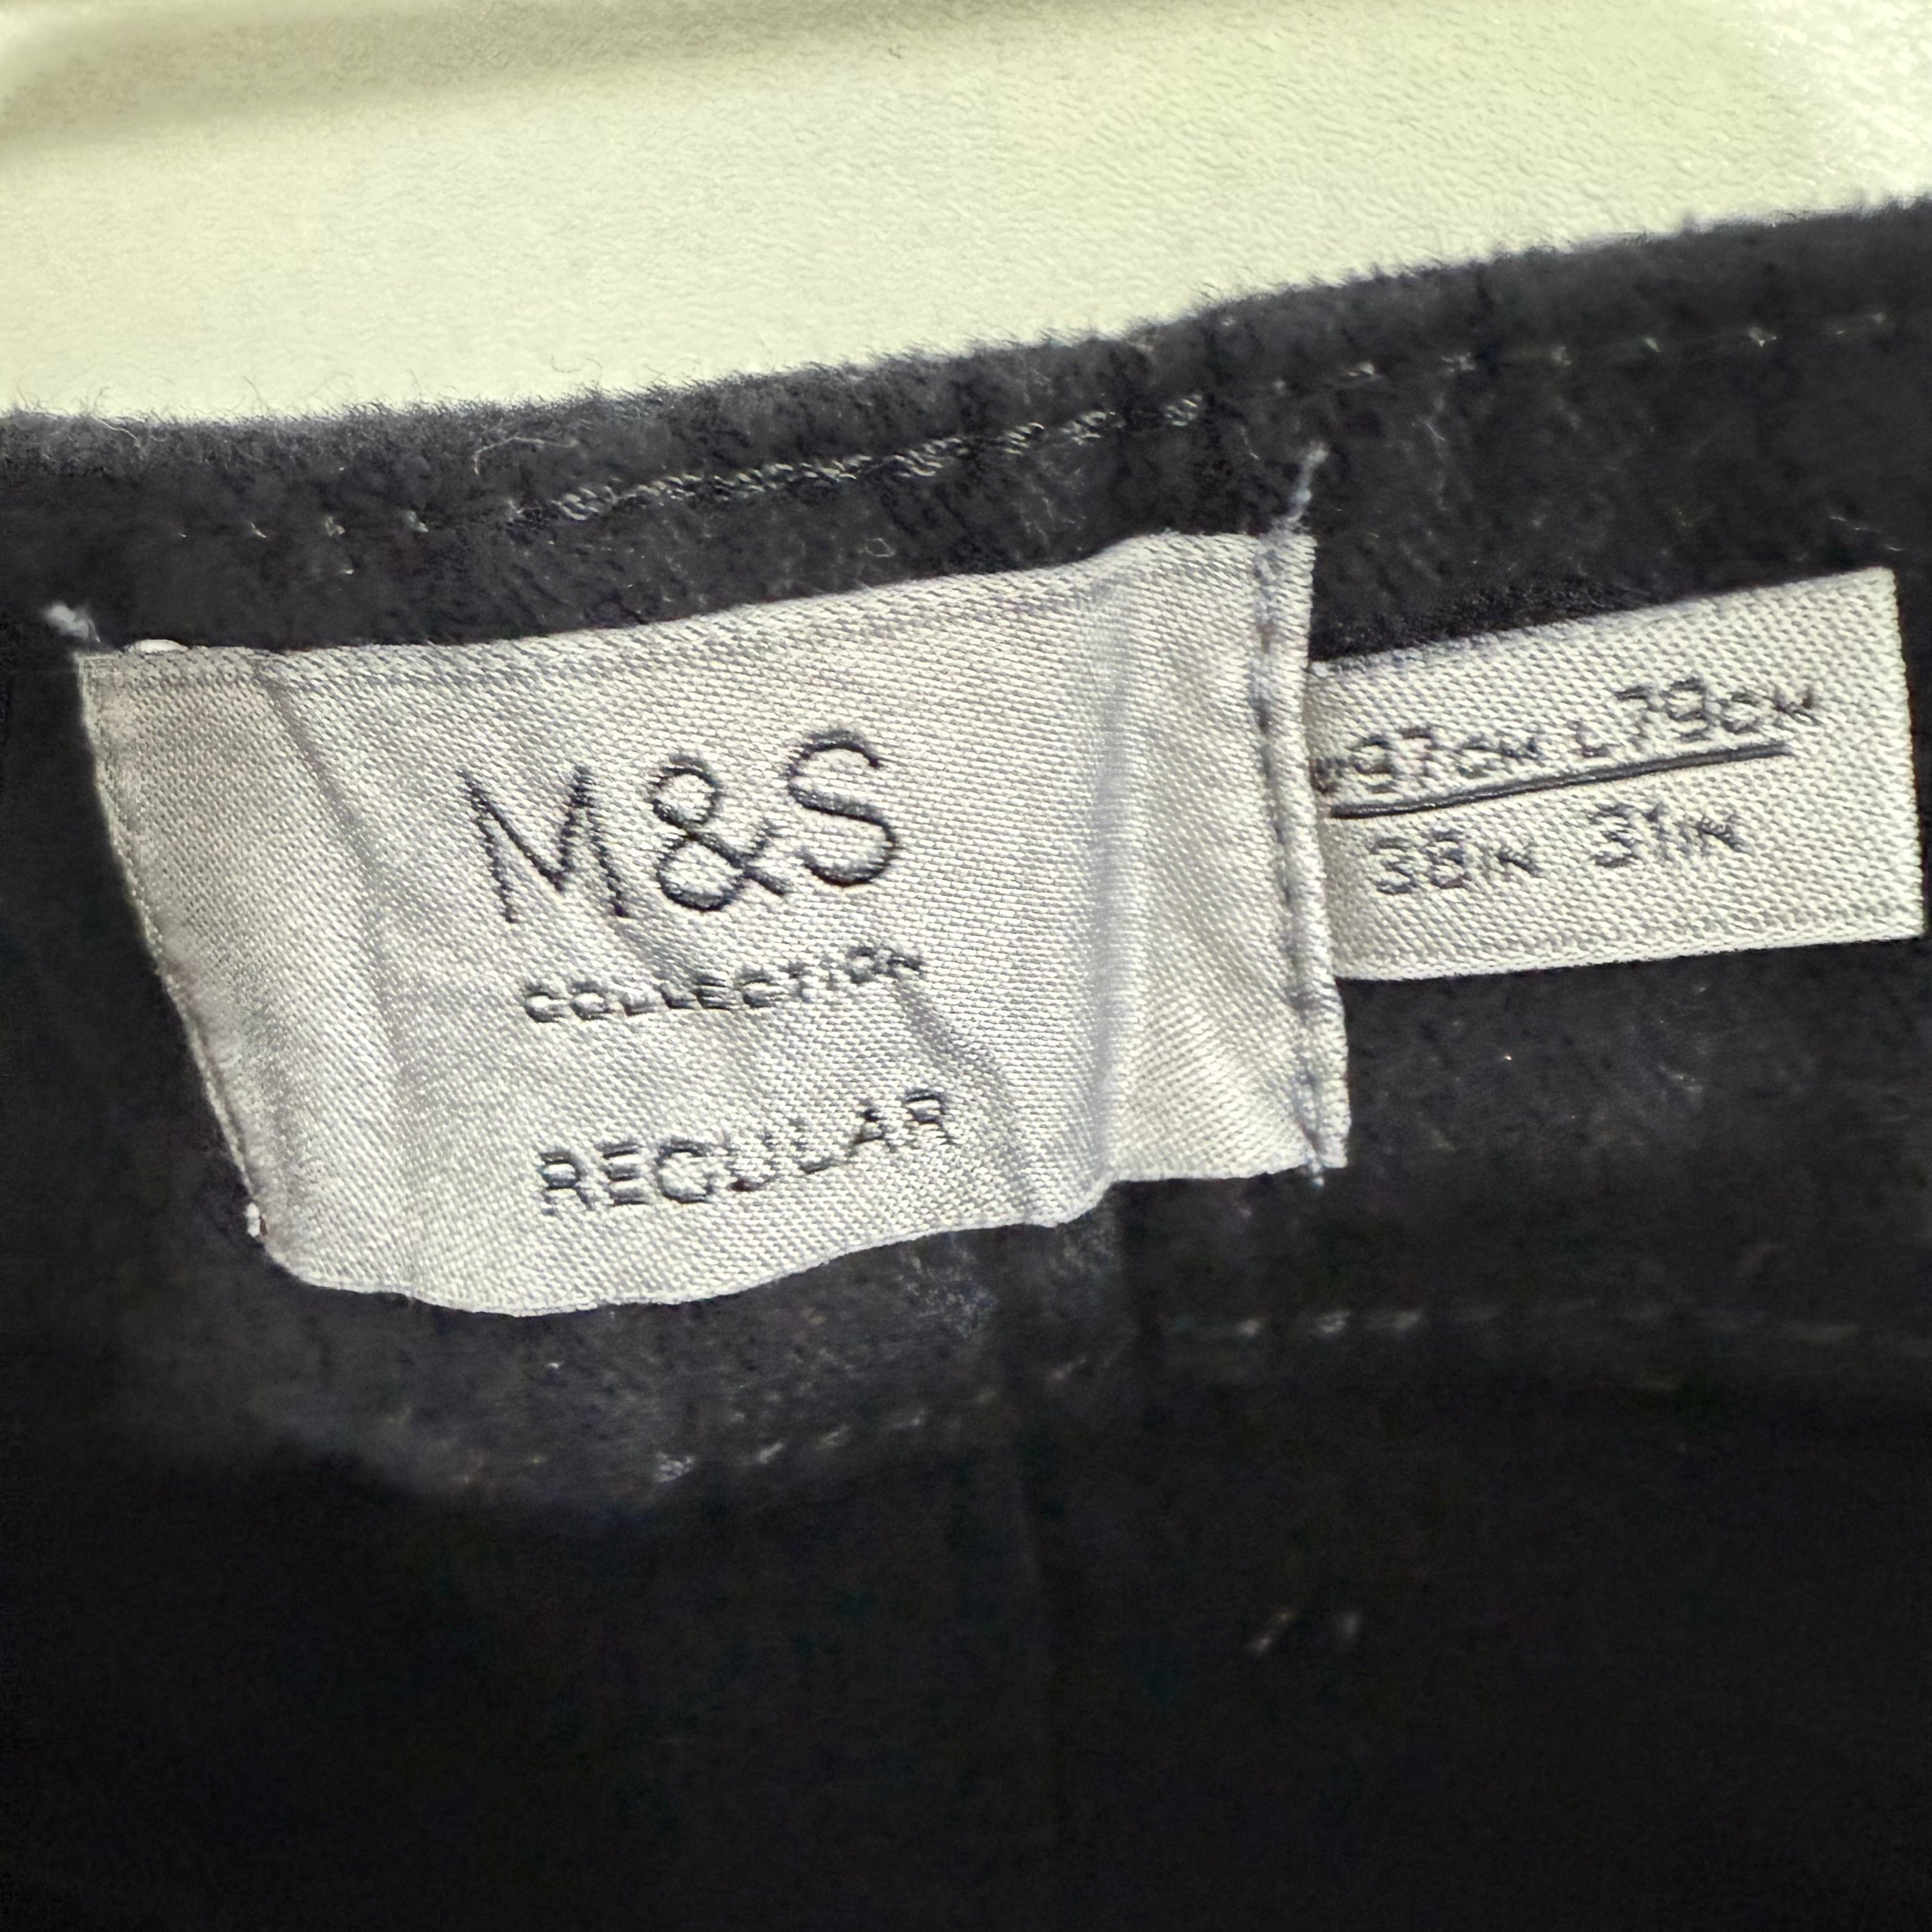 M&S
COLLECTION
REGULAR
W97CM L79CM
38IN 31IN